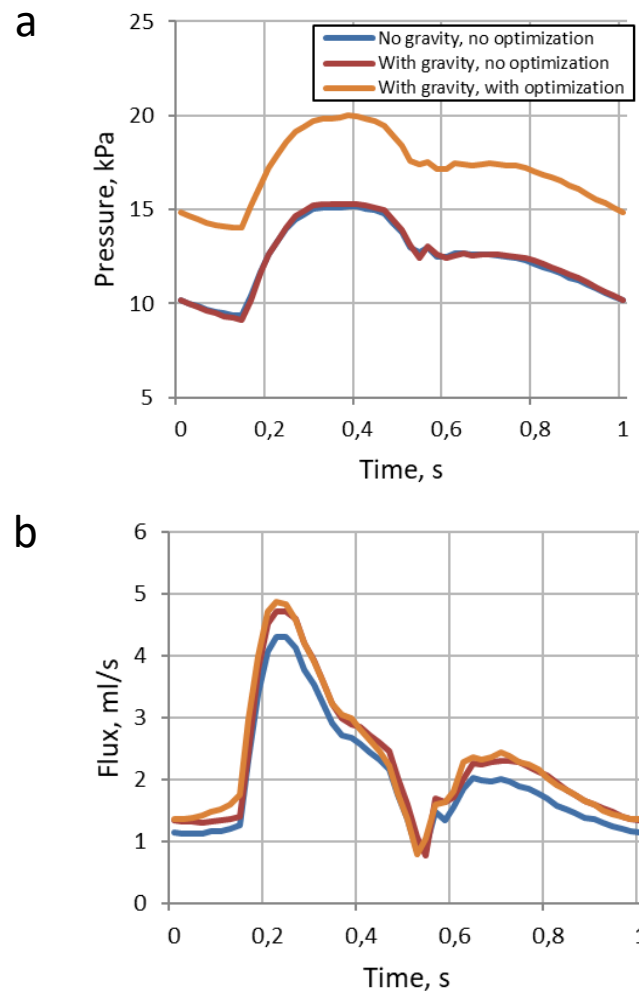 a
25
20
15
10
5
Pressure, kPa
No gravity, no optimization
With gravity, no optimization
With gravity, with optimization
0 0,2 0,4 0,6 0,8 1
Time, s
b
6
5
4
3
2
1
0
Flux, ml/s
0 0,2 0,4 0,6 0,8 1
Time, s